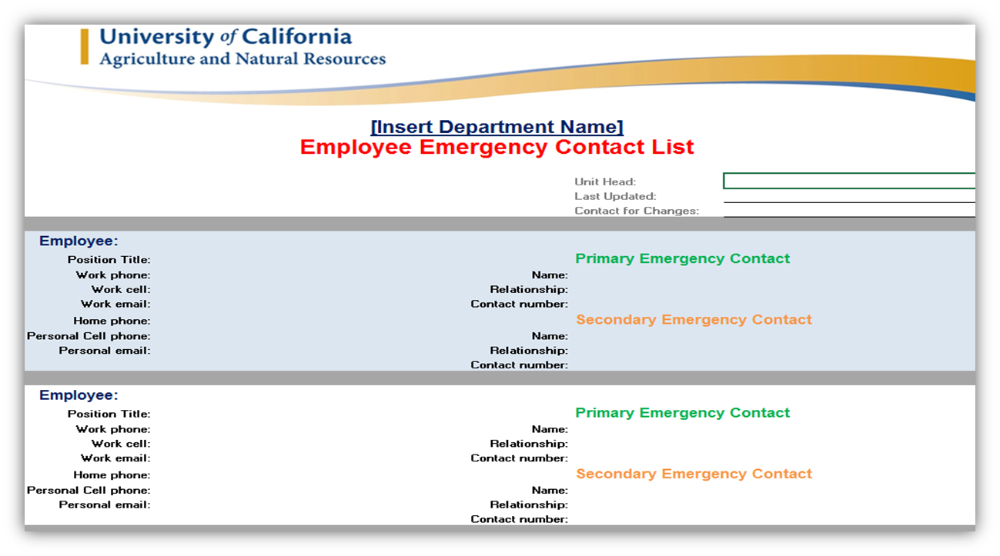 University of California
Agriculture and Natural Resources
[Insert Department Name]
Employee Emergency Contact List
Unit Head:
Last Updated:
Contact for Changes:
Employee:
Position Title:
Work phone:
Work cell:
Work email:
Home phone:
Personal Cell phone:
Personal email:
Primary Emergency Contact
Name:
Relationship:
Contact number:
Secondary Emergency Contact
Name:
Relationship:
Contact number:
Employee:
Position Title:
Work phone:
Work cell:
Work email:
Home phone:
Personal Cell phone:
Personal email:
Primary Emergency Contact
Name:
Relationship:
Contact number:
Secondary Emergency Contact
Name:
Relationship:
Contact number: